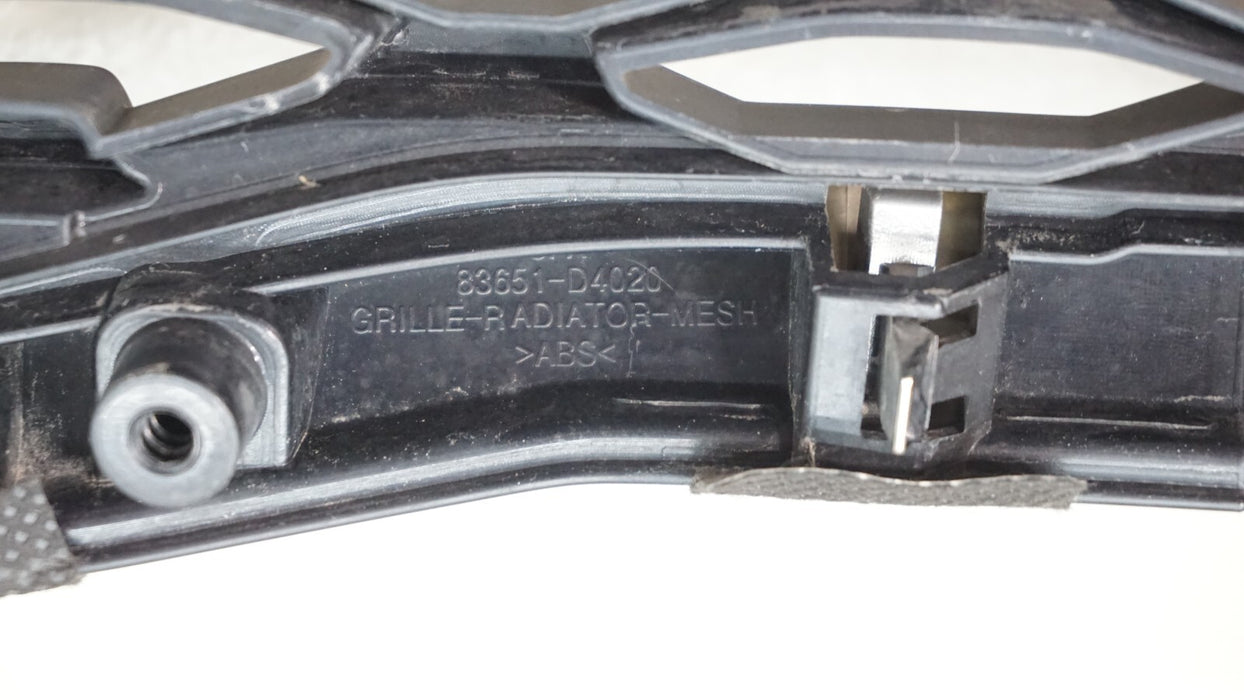 83651-D4020
GRILLE-RADIATOR-MESH
>ABS<